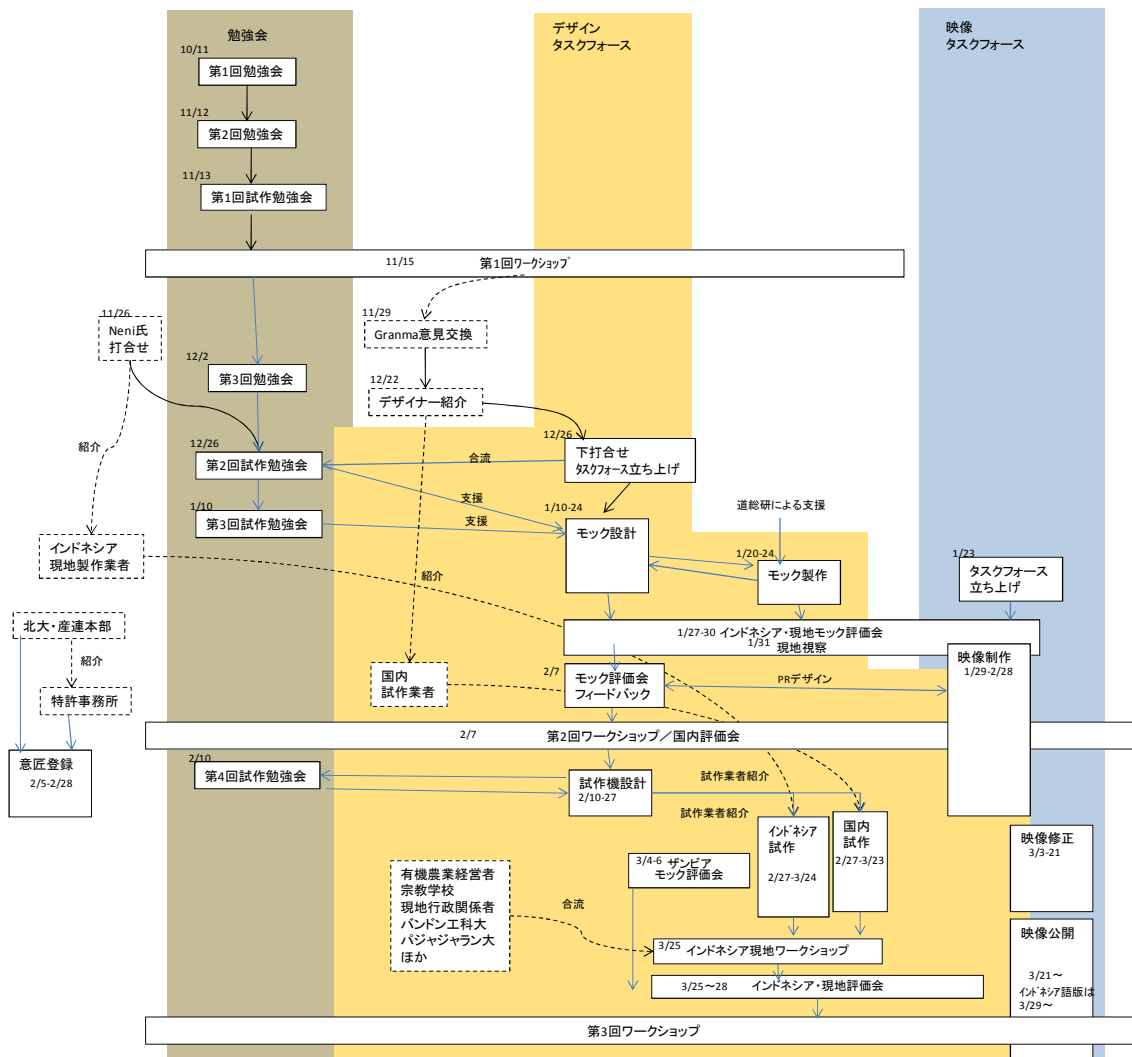 勉強会
デザイン
タスクフォース
映像
タスクフォース
10/11
第1回勉強会
11/12
第2回勉強会
11/13
第1回試作勉強会
11/15
第1回ワークショップ
11/26
Neni氏
打合せ
11/29
Granma意見交換
12/2
第3回勉強会
12/22
デザイナー紹介
紹介
12/26
第2回試作勉強会
合流
12/26
下打合せ
タスクフォース立ち上げ
支援
1/10
第3回試作勉強会
支援
1/10-24
モック設計
道総研による支援
1/20-24
モック製作
1/23
タスクフォース
立ち上げ
インドネシア
現地製作業者
紹介
北大・産連本部
紹介
特許事務所
1/27-30 インドネシア・現地モック評価会
1/31
現地視察
映像制作
1/29-2/28
国内
試作業者
2/7
モック評価会
フィードバック
PRデザイン
2/7
第2回ワークショップ/国内評価会
意匠登録
2/5-2/28
2/10
第4回試作勉強会
試作機設計
2/10-27
試作業者紹介
試作業者紹介
インドネシア
試作
2/27-3/24
国内
試作
2/27-3/23
映像修正
3/3-21
3/4-6 ザンビア
モック評価会
有機農業経営者
宗教学校
現地行政関係者
バンドン工科大
パジャジャラン大
ほか
合流
3/25
インドネシア現地ワークショップ
映像公開
3/21～
インドネシア語版は
3/29～
3/25～28 インドネシア・現地評価会
第3回ワークショップ